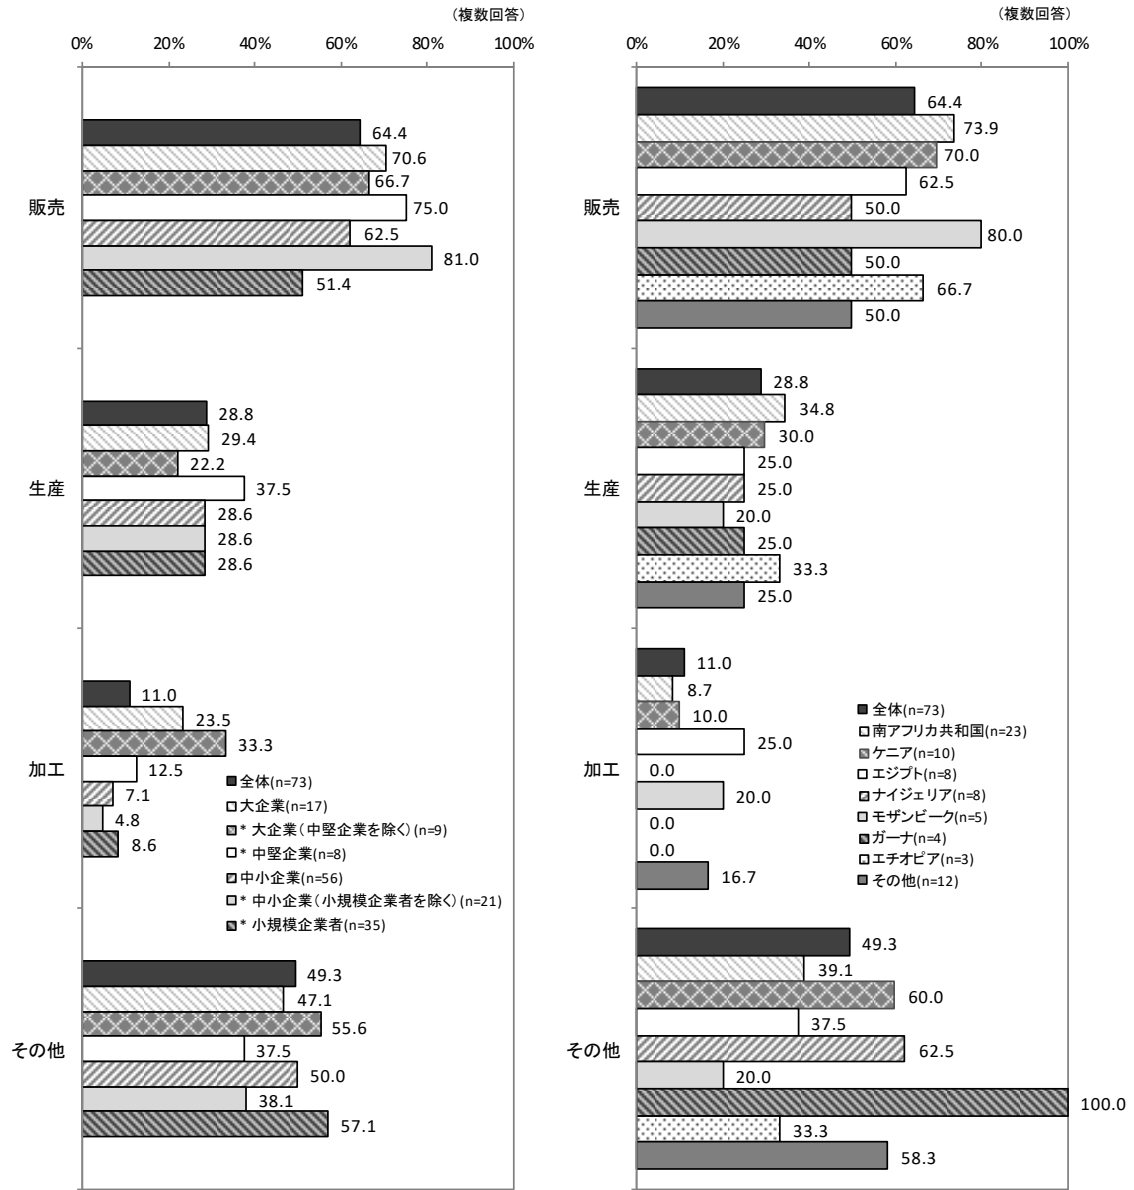 （複数回答）
0% 20% 40% 60% 80% 100%
販売
64.4
70.6
66.7
75.0
62.5
81.0
51.4
生産
28.8
29.4
22.2
37.5
28.6
28.6
28.6
加工
11.0
23.5
33.3
12.5
7.1
4.8
8.6
全体(n=73)
大企業(n=17)
* 大企業（中堅企業を除く）(n=9)
* 中堅企業(n=8)
中小企業(n=56)
* 中小企業（小規模企業者を除く）(n=21)
* 小規模企業者(n=35)
その他
49.3
47.1
55.6
37.5
50.0
38.1
57.1
（複数回答）
0% 20% 40% 60% 80% 100%
販売
64.4
73.9
70.0
62.5
50.0
80.0
50.0
66.7
50.0
生産
28.8
34.8
30.0
25.0
25.0
20.0
25.0
33.3
25.0
加工
11.0
8.7
10.0
25.0
0.0
20.0
0.0
0.0
16.7
全体(n=73)
南アフリカ共和国(n=23)
ケニア(n=10)
エジプト(n=8)
ナイジェリア(n=8)
モザンビーク(n=5)
ガーナ(n=4)
エチオピア(n=3)
その他(n=12)
その他
49.3
39.1
60.0
37.5
62.5
20.0
100.0
33.3
58.3